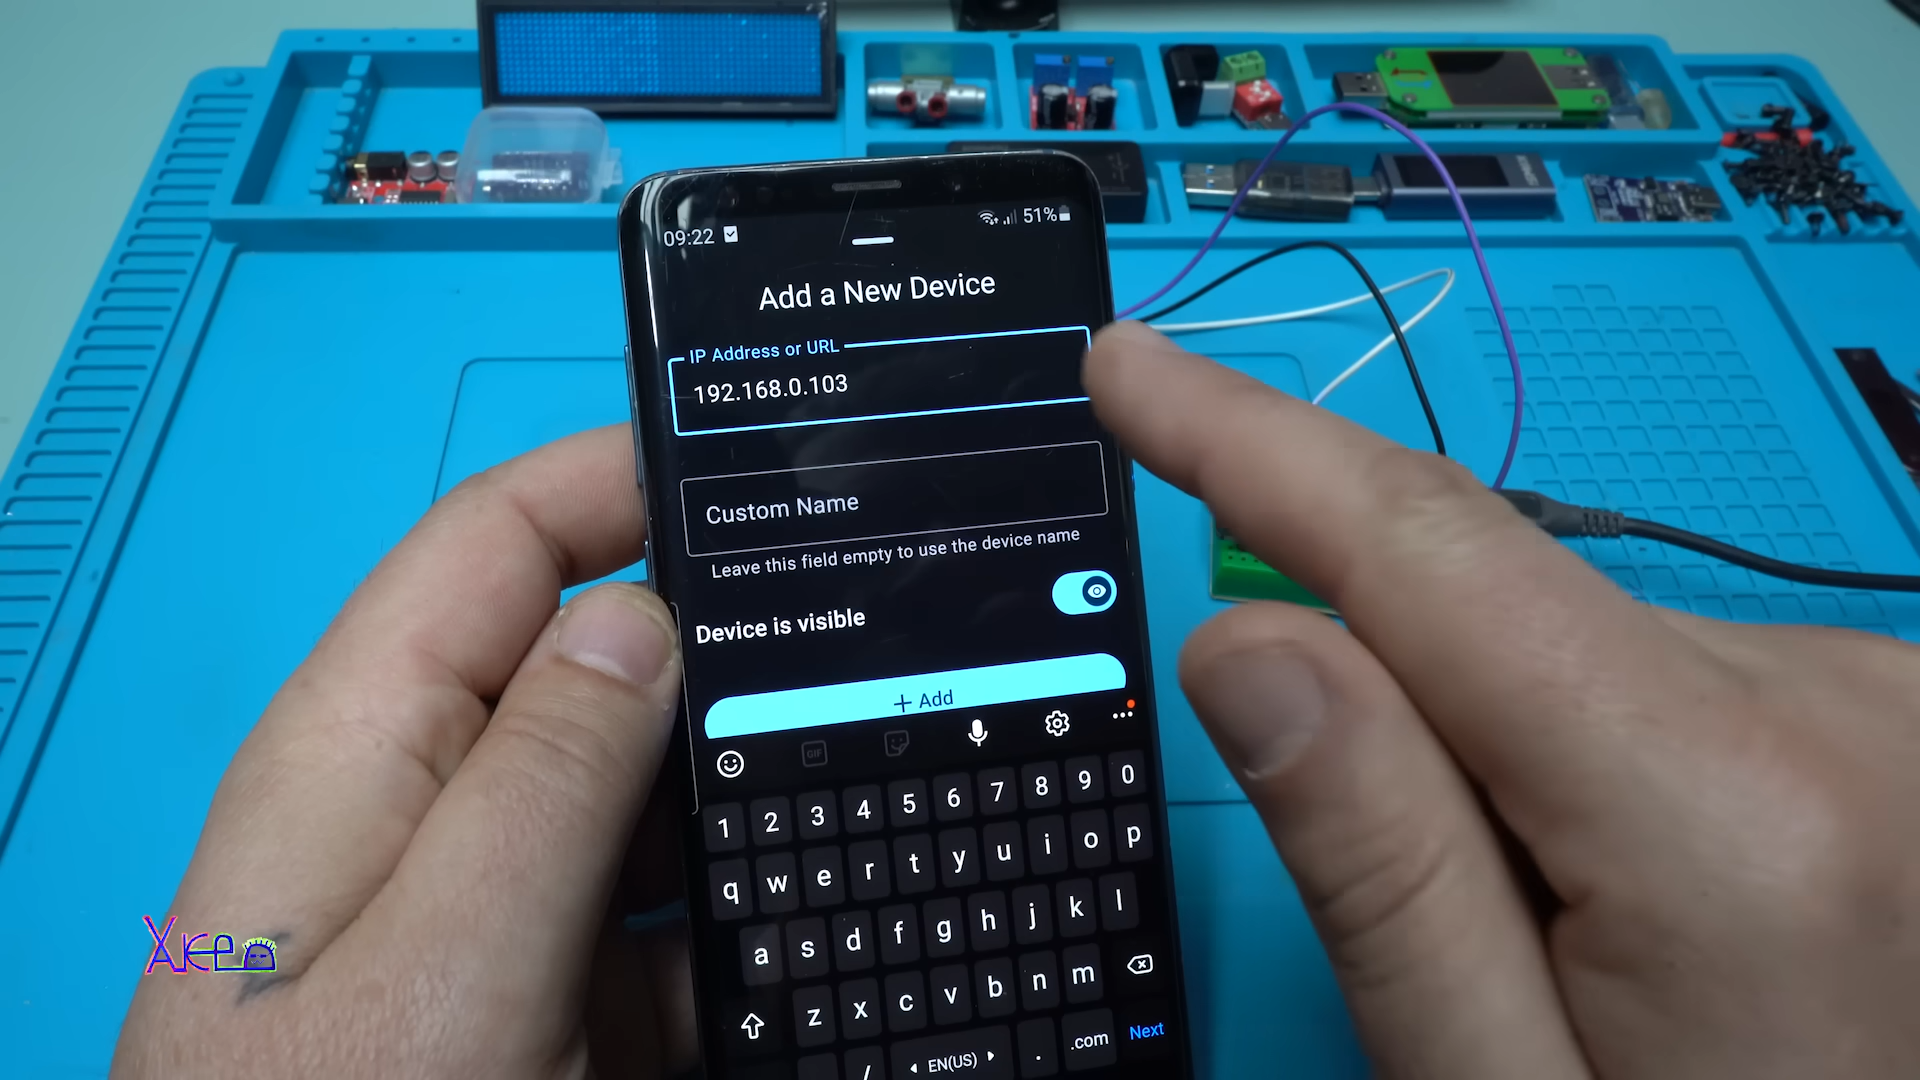 09:22
51%
Add a New Device
IP Address or URL
192.168.0.103
Custom Name
Leave this field empty to use the device name
Device is visible
+ Add
GIF
1 2 3 4 5 6 7 8 9 0
q w e r t y u i o p
a s d f g h j k l
z x c v b n m
/ EN(US) . .com Next